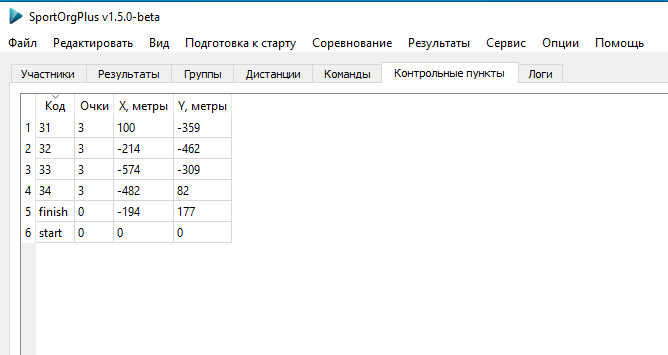 SportOrgPlus v1.5.0-beta
Файл Редактировать Вид Подготовка к старту Соревнование Результаты Сервис Опции Помощь
Участники Результаты Группы Дистанции Команды Контрольные пункты Логи
Код Очки X, метры Y, метры
1 31 3 100 -359
2 32 3 -214 -462
3 33 3 -574 -309
4 34 3 -482 82
5 finish 0 -194 177
6 start 0 0 0